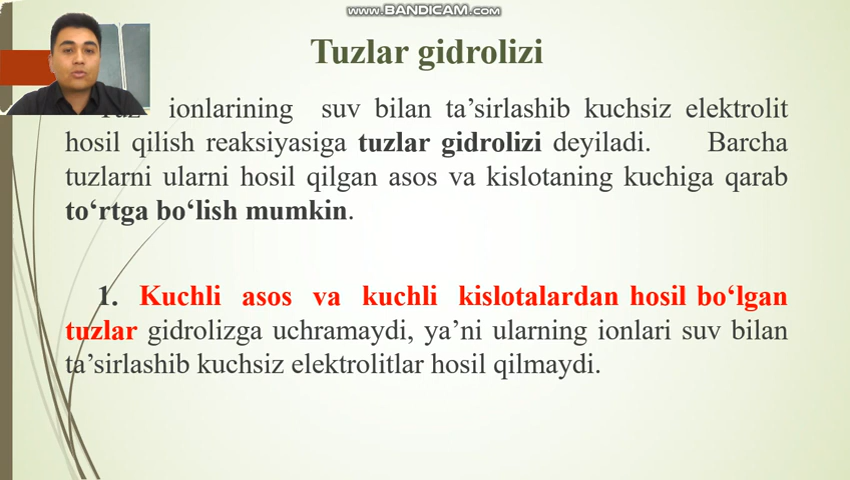 WWW.BANDICAM.COM
Tuzlar gidrolizi
ionlarining suv bilan ta’sirlashib kuchsiz elektrolit
hosil qilish reaksiyasiga tuzlar gidrolizi deyiladi. Barcha
tuzlarni ularni hosil qilgan asos va kislotaning kuchiga qarab
to‘rtga bo‘lish mumkin.
1. Kuchli asos va kuchli kislotalardan hosil bo‘lgan
tuzlar gidrolizga uchramaydi, ya’ni ularning ionlari suv bilan
ta’sirlashib kuchsiz elektrolitlar hosil qilmaydi.